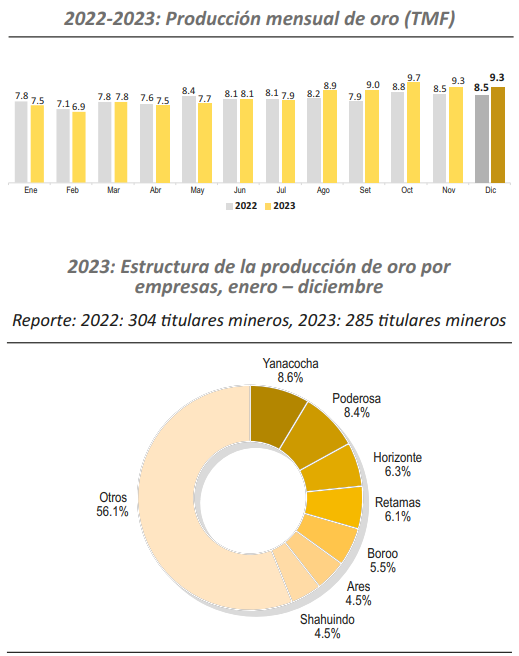 2022-2023: Producción mensual de oro (TMF)
7.8 7.5 7.1 6.9 7.8 7.8 7.6 7.5 8.4 7.7 8.1 8.1 8.1 7.9 8.2 8.9 7.9 9.0 8.8 9.7 8.5 9.3 8.5 9.3
Ene Feb Mar Abr May Jun Jul Ago Set Oct Nov Dic
2022 2023
2023: Estructura de la producción de oro por
empresas, enero – diciembre
Reporte: 2022: 304 titulares mineros, 2023: 285 titulares mineros
Yanacocha
8.6%
Poderosa
8.4%
Horizonte
6.3%
Retamas
6.1%
Boroo
5.5%
Ares
4.5%
Shahuindo
4.5%
Otros
56.1%